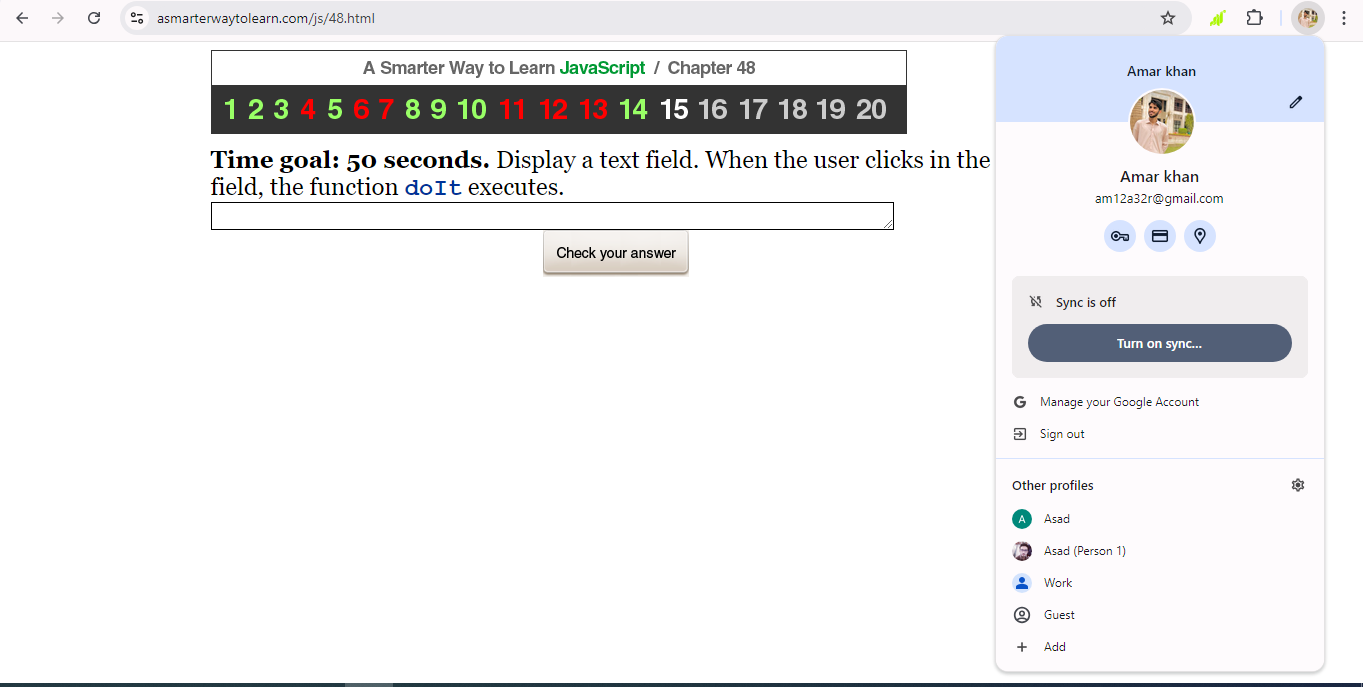 asmarterwaytolearn.com/js/48.html
A Smarter Way to Learn JavaScript / Chapter 48
1 2 3 4 5 6 7 8 9 10 11 12 13 14 15 16 17 18 19 20
Time goal: 50 seconds. Display a text field. When the user clicks in the
field, the function doIt executes.
Check your answer
Amar khan
Amar khan
am12a32r@gmail.com
Sync is off
Turn on sync...
Manage your Google Account
Sign out
Other profiles
A Asad
Asad (Person 1)
Work
Guest
Add